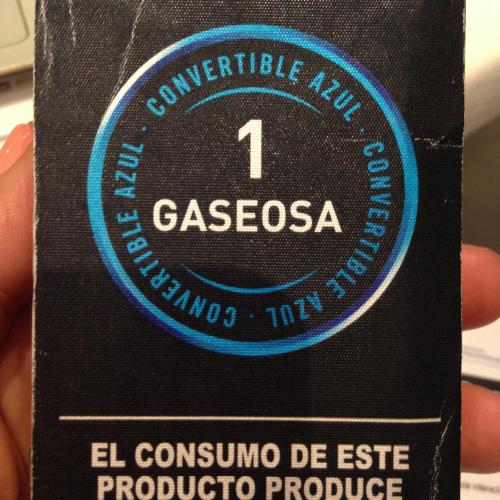 CONVERTIBLE AZUL · CONVERTIBLE AZUL · CONVERTIBLE AZUL ·
1
GASEOSA
EL CONSUMO DE ESTE
PRODUCTO PRODUCE